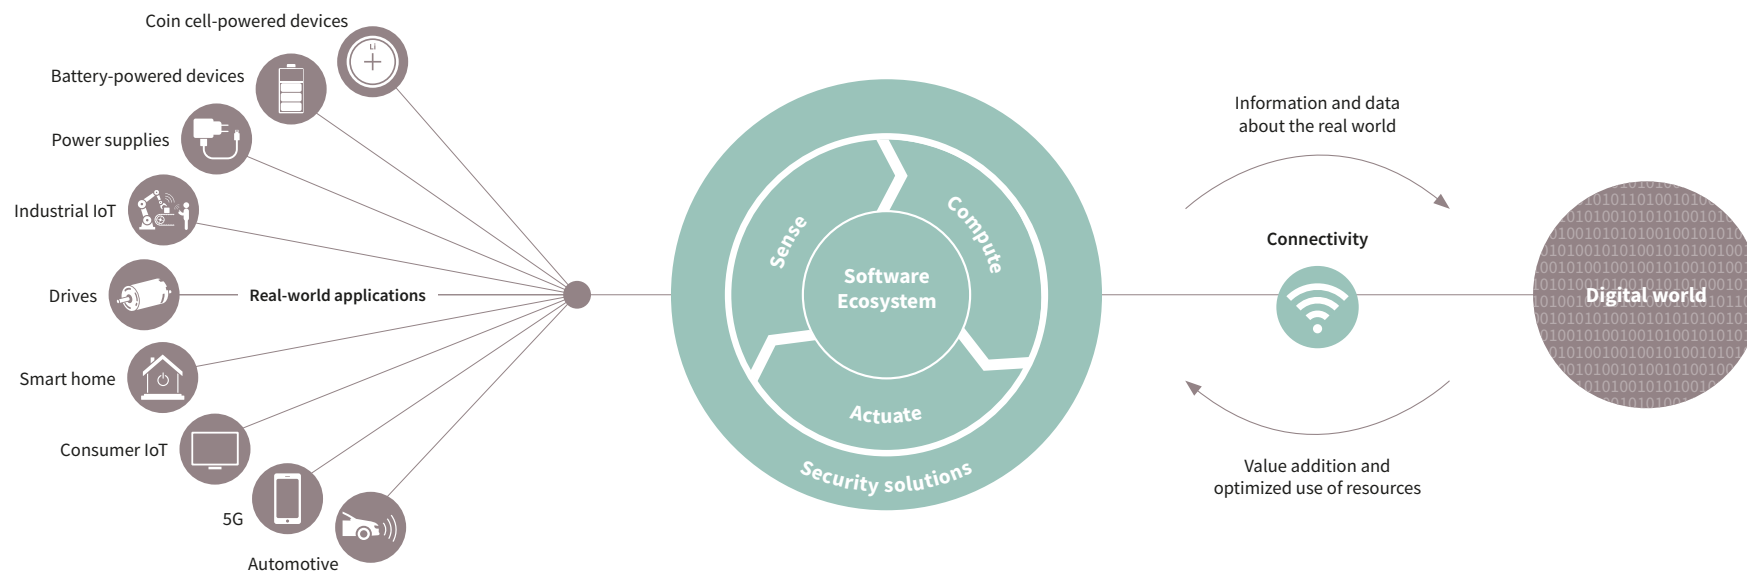 Coin cell-powered devices
Li
Battery-powered devices
Power supplies
Industrial IoT
Drives
Real-world applications
Smart home
Consumer IoT
5G
Automotive
Sense
Compute
Software
Ecosystem
Actuate
Security solutions
Information and data
about the real world
Connectivity
Value addition and
optimized use of resources
Digital world